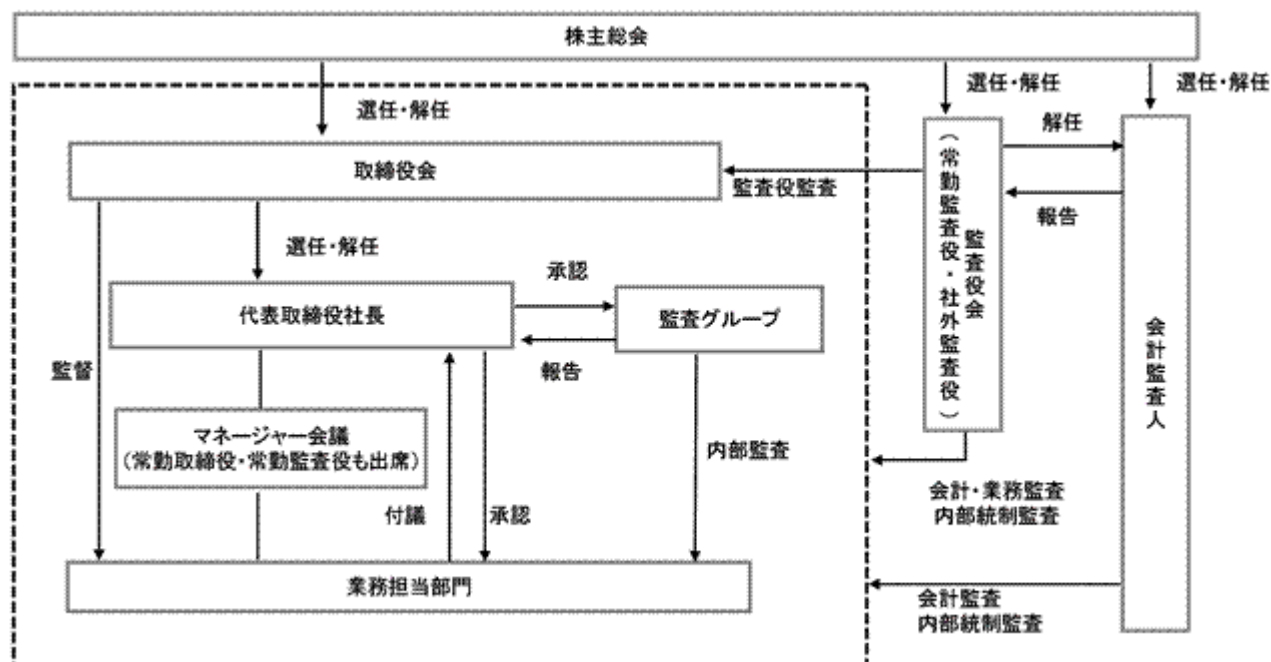 株主総会
選任・解任
選任・解任
選任・解任
解任
取締役会
監査役監査
報告
監査役会
（常勤監査役・社外監査役）
会計監査人
選任・解任
承認
代表取締役社長
監査グループ
監督
報告
マネージャー会議
（常勤取締役・常勤監査役も出席）
内部監査
付議
承認
会計・業務監査
内部統制監査
業務担当部門
会計監査
内部統制監査